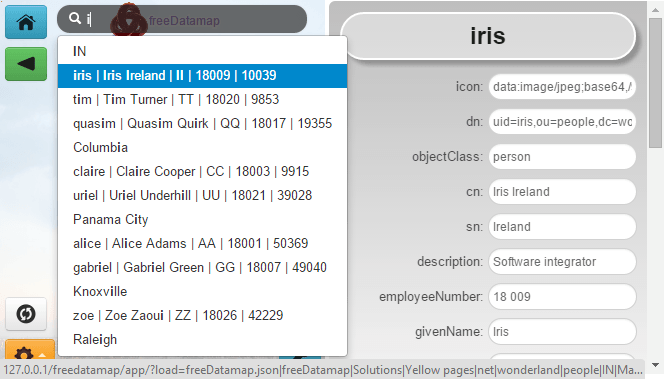 i
freeDatamap
IN
iris | Iris Ireland | II | 18009 | 10039
tim | Tim Turner | TT | 18020 | 9853
quasim | Quasim Quirk | QQ | 18017 | 19355
Columbia
claire | Claire Cooper | CC | 18003 | 9915
uriel | Uriel Underhill | UU | 18021 | 39028
Panama City
alice | Alice Adams | AA | 18001 | 50369
gabriel | Gabriel Green | GG | 18007 | 49040
Knoxville
zoe | Zoe Zaoui | ZZ | 18026 | 42229
Raleigh
iris
icon: data:image/jpeg;base64,/
dn: uid=iris,ou=people,dc=wo
objectClass: person
cn: Iris Ireland
sn: Ireland
description: Software integrator
employeeNumber: 18 009
givenName: Iris
127.0.0.1/freedatamap/app/?load=freeDatamap.json|freeDatamap|Solutions|Yellow pages|net|wonderland|people|IN|Ma...